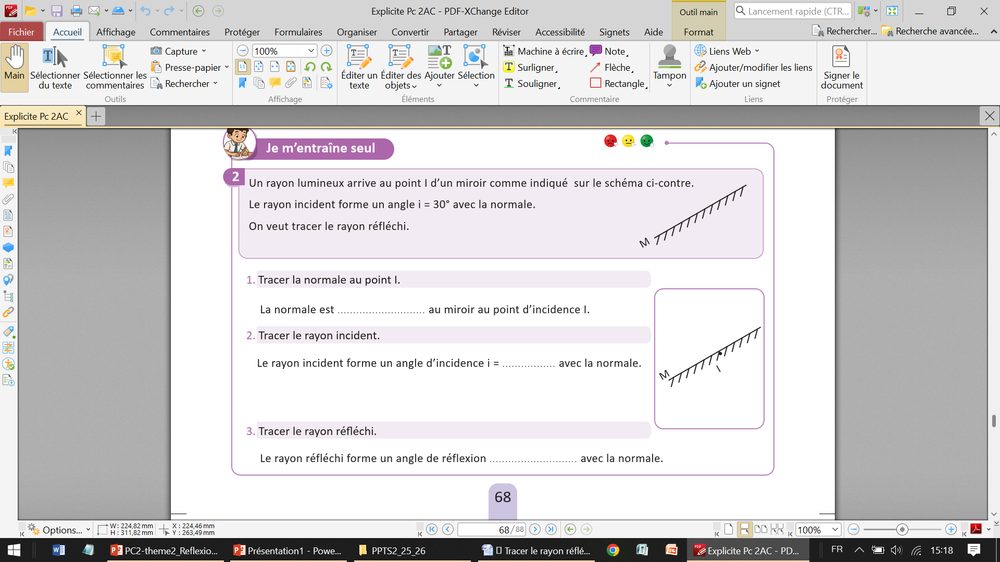 Explicite Pc 2AC - PDF-XChange Editor
Outil main
Lancement rapide (CTR...
Fichier
Accueil
Affichage
Commentaires
Protéger
Formulaires
Organiser
Convertir
Partager
Réviser
Accessibilité
Signets
Aide
Format
Rechercher...
Recherche avancée...
Main
Sélectionner du texte
Sélectionner les commentaires
Capture
Presse-papier
Rechercher
Outils
100%
Affichage
Éditer un texte
Éditer des objets
Ajouter
Sélection
Éléments
Machine à écrire
Surligner
Souligner
Note
Flèche
Rectangle
Commentaire
Tampon
Liens Web
Ajouter/modifier les liens
Ajouter un signet
Liens
Signer le document
Protéger
Explicite Pc 2AC
Je m'entraîne seul
2
Un rayon lumineux arrive au point I d'un miroir comme indiqué sur le schéma ci-contre.
Le rayon incident forme un angle i = 30° avec la normale.
On veut tracer le rayon réfléchi.
M
1. Tracer la normale au point I.
La normale est ............................ au miroir au point d'incidence I.
2. Tracer le rayon incident.
Le rayon incident forme un angle d'incidence i = ................. avec la normale.
M
I
3. Tracer le rayon réfléchi.
Le rayon réfléchi forme un angle de réflexion ............................ avec la normale.
68
Options...
W: 224,82 mm
H: 311,82 mm
X : 224,46 mm
Y : 263,49 mm
68/88
100%
PC2-theme2_Reflexio...
Présentation1 - Powe...
PPTS2_25_26
Tracer le rayon réflé...
Explicite Pc 2AC - PD...
FR
15:18